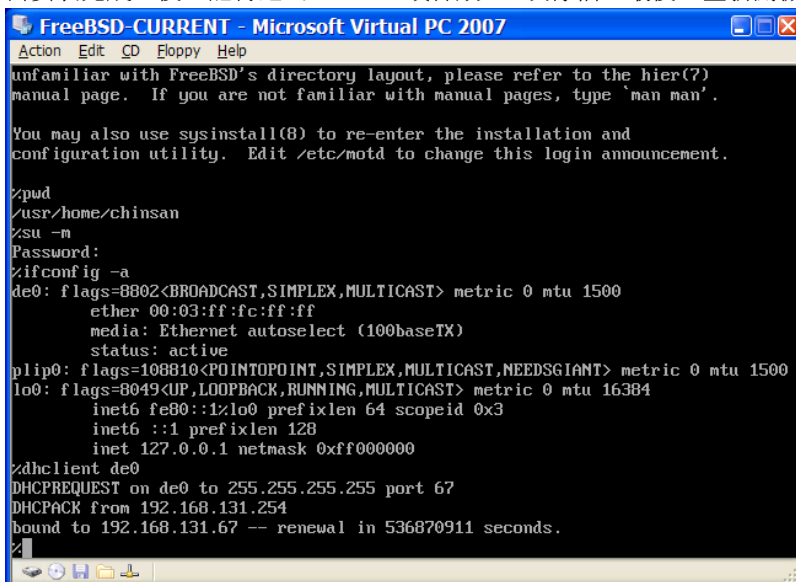 FreeBSD-CURRENT - Microsoft Virtual PC 2007
Action Edit CD Floppy Help
unfamiliar with FreeBSD's directory layout, please refer to the hier(7)
manual page.  If you are not familiar with manual pages, type `man man'.
You may also use sysinstall(8) to re-enter the installation and
configuration utility.  Edit /etc/motd to change this login announcement.
%pwd
/usr/home/chinsan
%su -m
Password:
%ifconfig -a
de0: flags=8802<BROADCAST,SIMPLEX,MULTICAST> metric 0 mtu 1500
ether 00:03:ff:fc:ff:ff
media: Ethernet autoselect (100baseTX)
status: active
plip0: flags=108810<POINTOPOINT,SIMPLEX,MULTICAST,NEEDSGIANT> metric 0 mtu 1500
lo0: flags=8049<UP,LOOPBACK,RUNNING,MULTICAST> metric 0 mtu 16384
inet6 fe80::1%lo0 prefixlen 64 scopeid 0x3
inet6 ::1 prefixlen 128
inet 127.0.0.1 netmask 0xff000000
%dhclient de0
DHCPREQUEST on de0 to 255.255.255.255 port 67
DHCPACK from 192.168.131.254
bound to 192.168.131.67 -- renewal in 536870911 seconds.
%